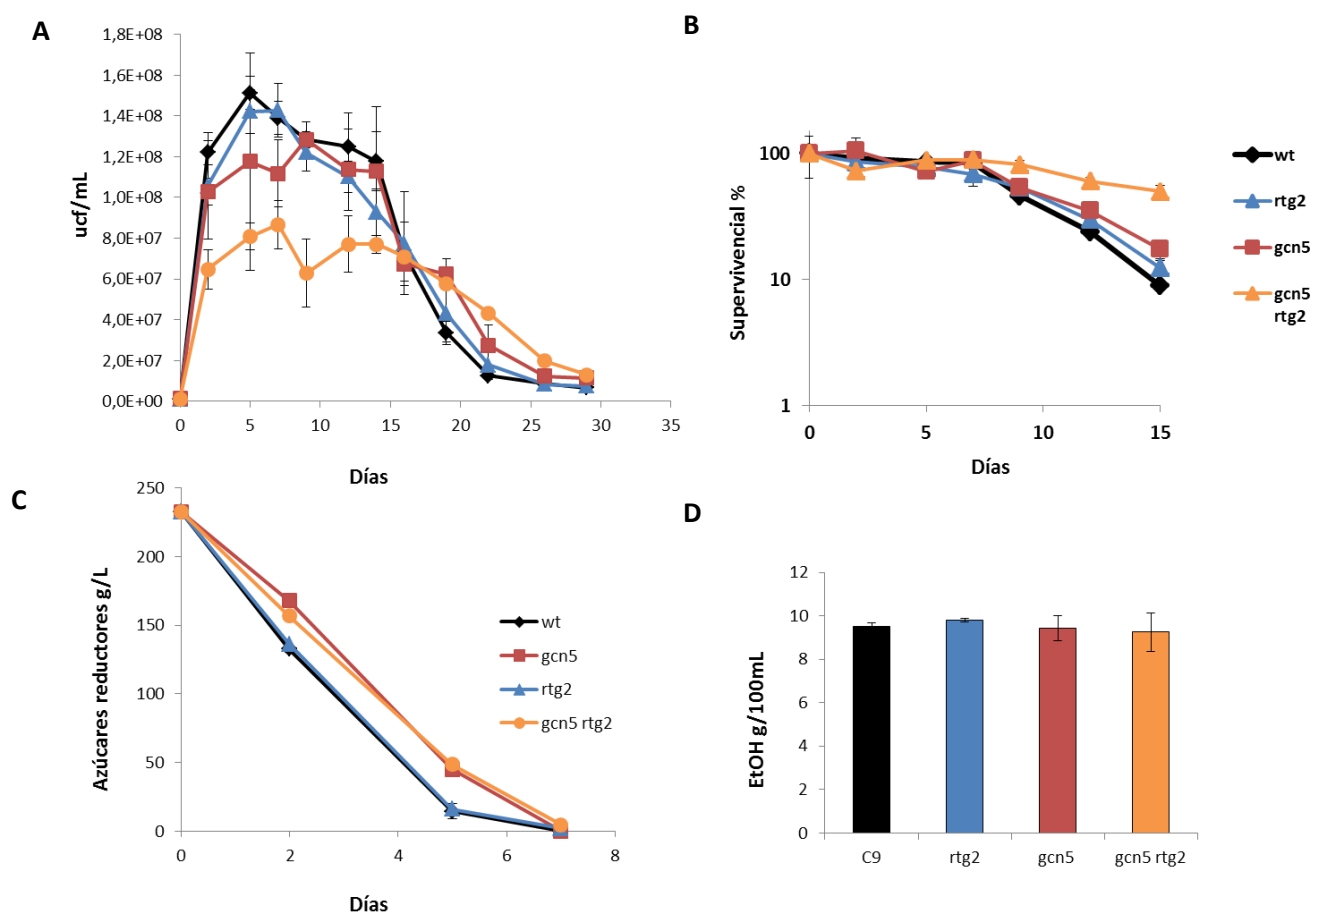 A
1,8E+08
1,6E+08
1,4E+08
1,2E+08
1,0E+08
8,0E+07
6,0E+07
4,0E+07
2,0E+07
0,0E+00
ucf/mL
0 5 10 15 20 25 30 35
Días
B
100
10
1
Supervivencial %
0 5 10 15
Días
wt
rtg2
gcn5
gcn5
rtg2
C
250
200
150
100
50
0
Azúcares reductores g/L
0 2 4 6 8
Días
wt
gcn5
rtg2
gcn5 rtg2
D
12
10
8
6
4
2
0
EtOH g/100mL
C9 rtg2 gcn5 gcn5 rtg2